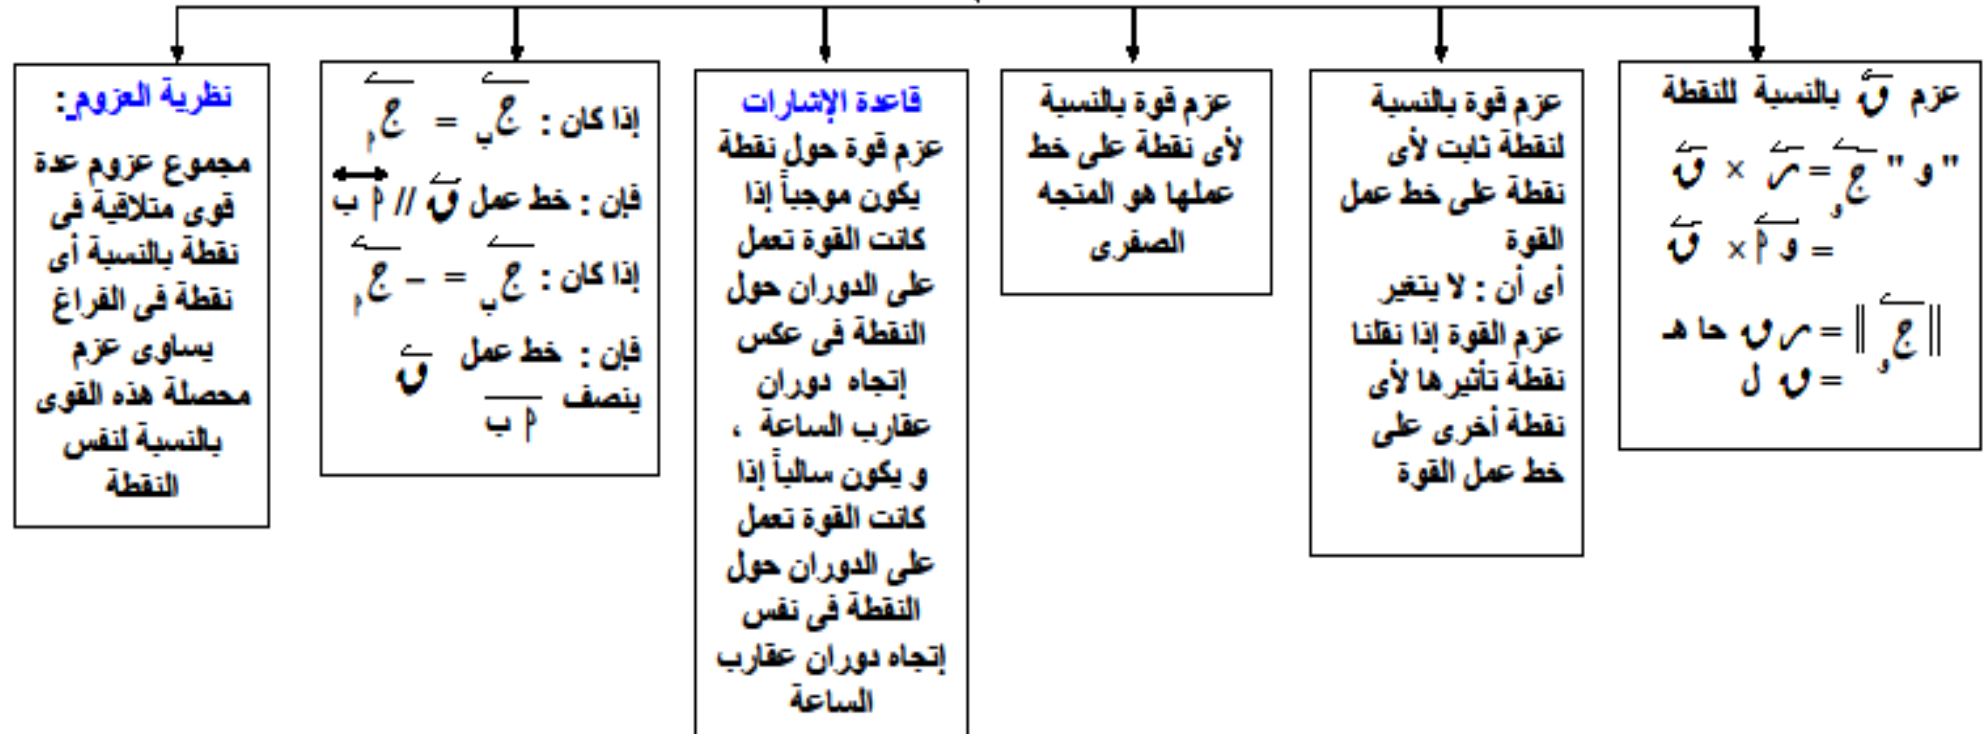 عزم ق بالنسبة للنقطة
" و " ج و = ر × ق
= و أ × ق
|| ج و || = ر ق حا هـ
= ق ل
عزم قوة بالنسبة
لنقطة ثابت لأى
نقطة على خط عمل
القوة
أى أن : لا يتغير
عزم القوة إذا نقلنا
نقطة تأثيرها لأى
نقطة أخرى على
خط عمل القوة
عزم قوة بالنسبة
لأى نقطة على خط
عملها هو المتجه
الصفرى
قاعدة الإشارات
عزم قوة حول نقطة
يكون موجباً إذا
كانت القوة تعمل
على الدوران حول
النقطة فى عكس
إتجاه دوران
عقارب الساعة ،
و يكون سالباً إذا
كانت القوة تعمل
على الدوران حول
النقطة فى نفس
إتجاه دوران عقارب
الساعة
إذا كان : ج ب = ج أ
فإن : خط عمل ق // أ ب
إذا كان : ج ب = – ج أ
فإن : خط عمل ق
ينصف أ ب
نظرية العزوم :
مجموع عزوم عدة
قوى متلاقية فى
نقطة بالنسبة أى
نقطة فى الفراغ
يساوى عزم
محصلة هذه القوى
بالنسبة لنفس
النقطة